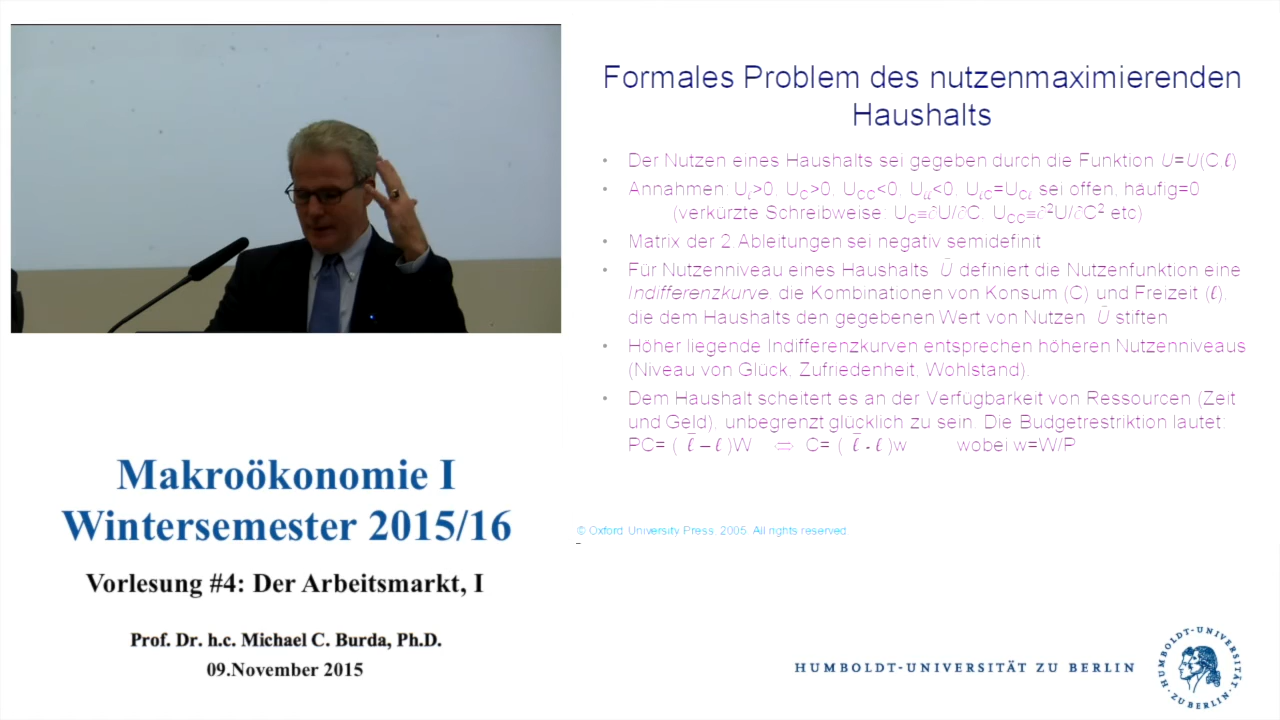 Formales Problem des nutzenmaximierenden
Haushalts
• Der Nutzen eines Haushalts sei gegeben durch die Funktion U=U(C,ℓ)
• Annahmen: Uℓ>0, UC>0, UCC<0, Uℓℓ<0, UℓC=UCℓ sei offen, häufig=0
(verkürzte Schreibweise: UC≡∂U/∂C, UCC≡∂²U/∂C² etc)
• Matrix der 2.Ableitungen sei negativ semidefinit
• Für Nutzenniveau eines Haushalts Ū definiert die Nutzenfunktion eine
Indifferenzkurve, die Kombinationen von Konsum (C) und Freizeit (ℓ),
die dem Haushalts den gegebenen Wert von Nutzen Ū stiften
• Höher liegende Indifferenzkurven entsprechen höheren Nutzenniveaus
(Niveau von Glück, Zufriedenheit, Wohlstand).
• Dem Haushalt scheitert es an der Verfügbarkeit von Ressourcen (Zeit
und Geld), unbegrenzt glücklich zu sein. Die Budgetrestriktion lautet:
PC= ( ℓ̄ – ℓ )W ⇔ C= ( ℓ̄ - ℓ )w wobei w=W/P
© Oxford University Press, 2005. All rights reserved
Makroökonomie I
Wintersemester 2015/16
Vorlesung #4: Der Arbeitsmarkt, I
Prof. Dr. h.c. Michael C. Burda, Ph.D.
09.November 2015
HUMBOLDT-UNIVERSITÄT ZU BERLIN
HUMBOLDT-UNIVERSITÄT
ZU BERLIN